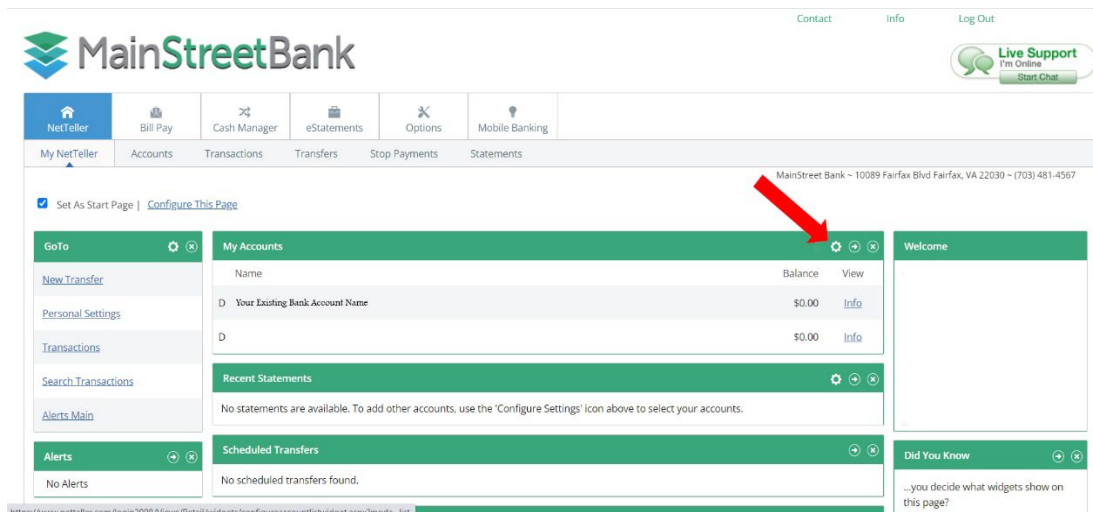 Contact Info Log Out
MainStreetBank
Live Support
I'm Online
Start Chat
NetTeller Bill Pay Cash Manager eStatements Options Mobile Banking
My NetTeller Accounts Transactions Transfers Stop Payments Statements
MainStreet Bank ~ 10089 Fairfax Blvd Fairfax, VA 22030 ~ (703) 481-4567
Set As Start Page | Configure This Page
GoTo
New Transfer
Personal Settings
Transactions
Search Transactions
Alerts Main
Alerts
No Alerts
My Accounts
Name Balance View
D Your Existing Bank Account Name $0.00 Info
D $0.00 Info
Recent Statements
No statements are available. To add other accounts, use the 'Configure Settings' icon above to select your accounts.
Scheduled Transfers
No scheduled transfers found.
Welcome
Did You Know
...you decide what widgets show on
this page?